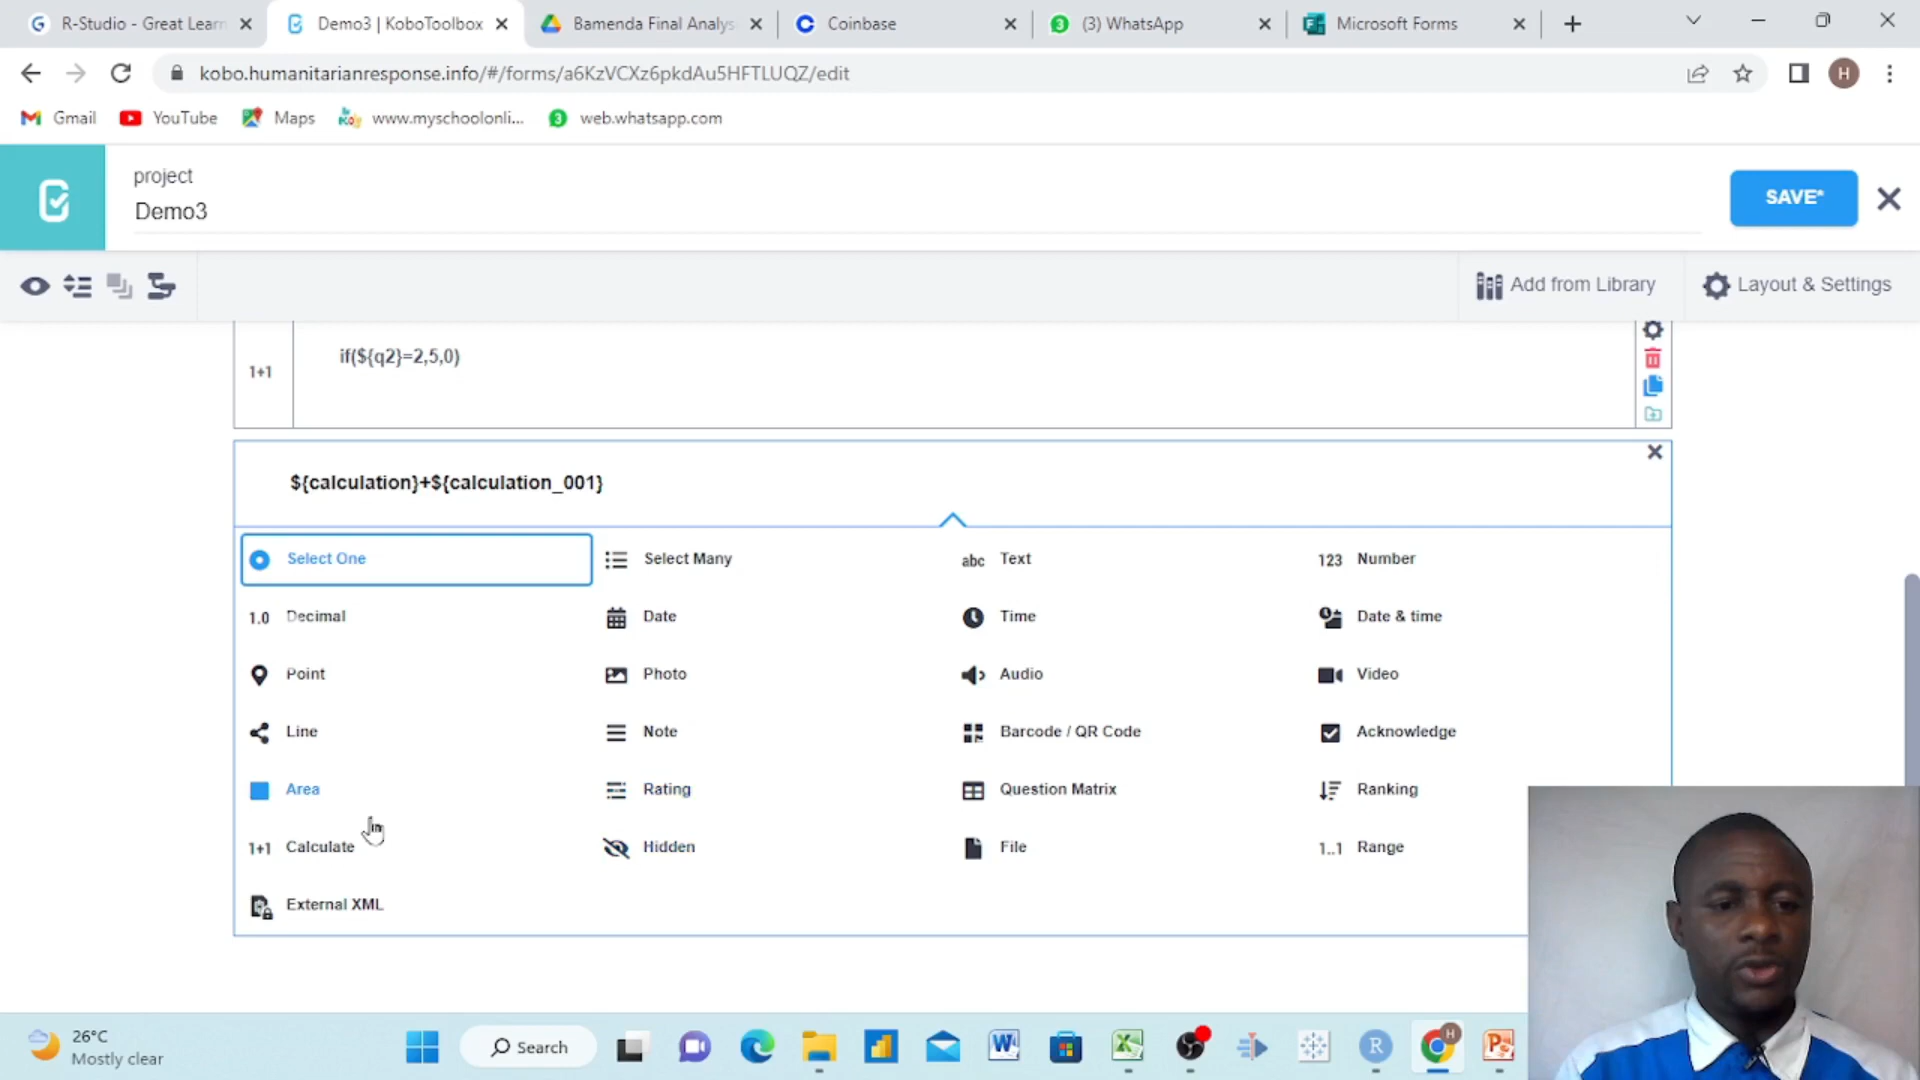 R-Studio - Great Learn
Demo3 | KoboToolbox
Bamenda Final Analys
Coinbase
(3) WhatsApp
Microsoft Forms
kobo.humanitarianresponse.info/#/forms/a6KzVCXz6pkdAu5HFTLUQZ/edit
H
Gmail
YouTube
Maps
www.myschoolonli...
web.whatsapp.com
project
Demo3
SAVE*
Add from Library
Layout & Settings
1+1
if(${q2}=2,5,0)
${calculation}+${calculation_001}
Select One
Select Many
abc Text
123 Number
1.0 Decimal
Date
Time
Date & time
Point
Photo
Audio
Video
Line
Note
Barcode / QR Code
Acknowledge
Area
Rating
Question Matrix
Ranking
1+1 Calculate
Hidden
File
1..1 Range
External XML
26°C
Mostly clear
Search